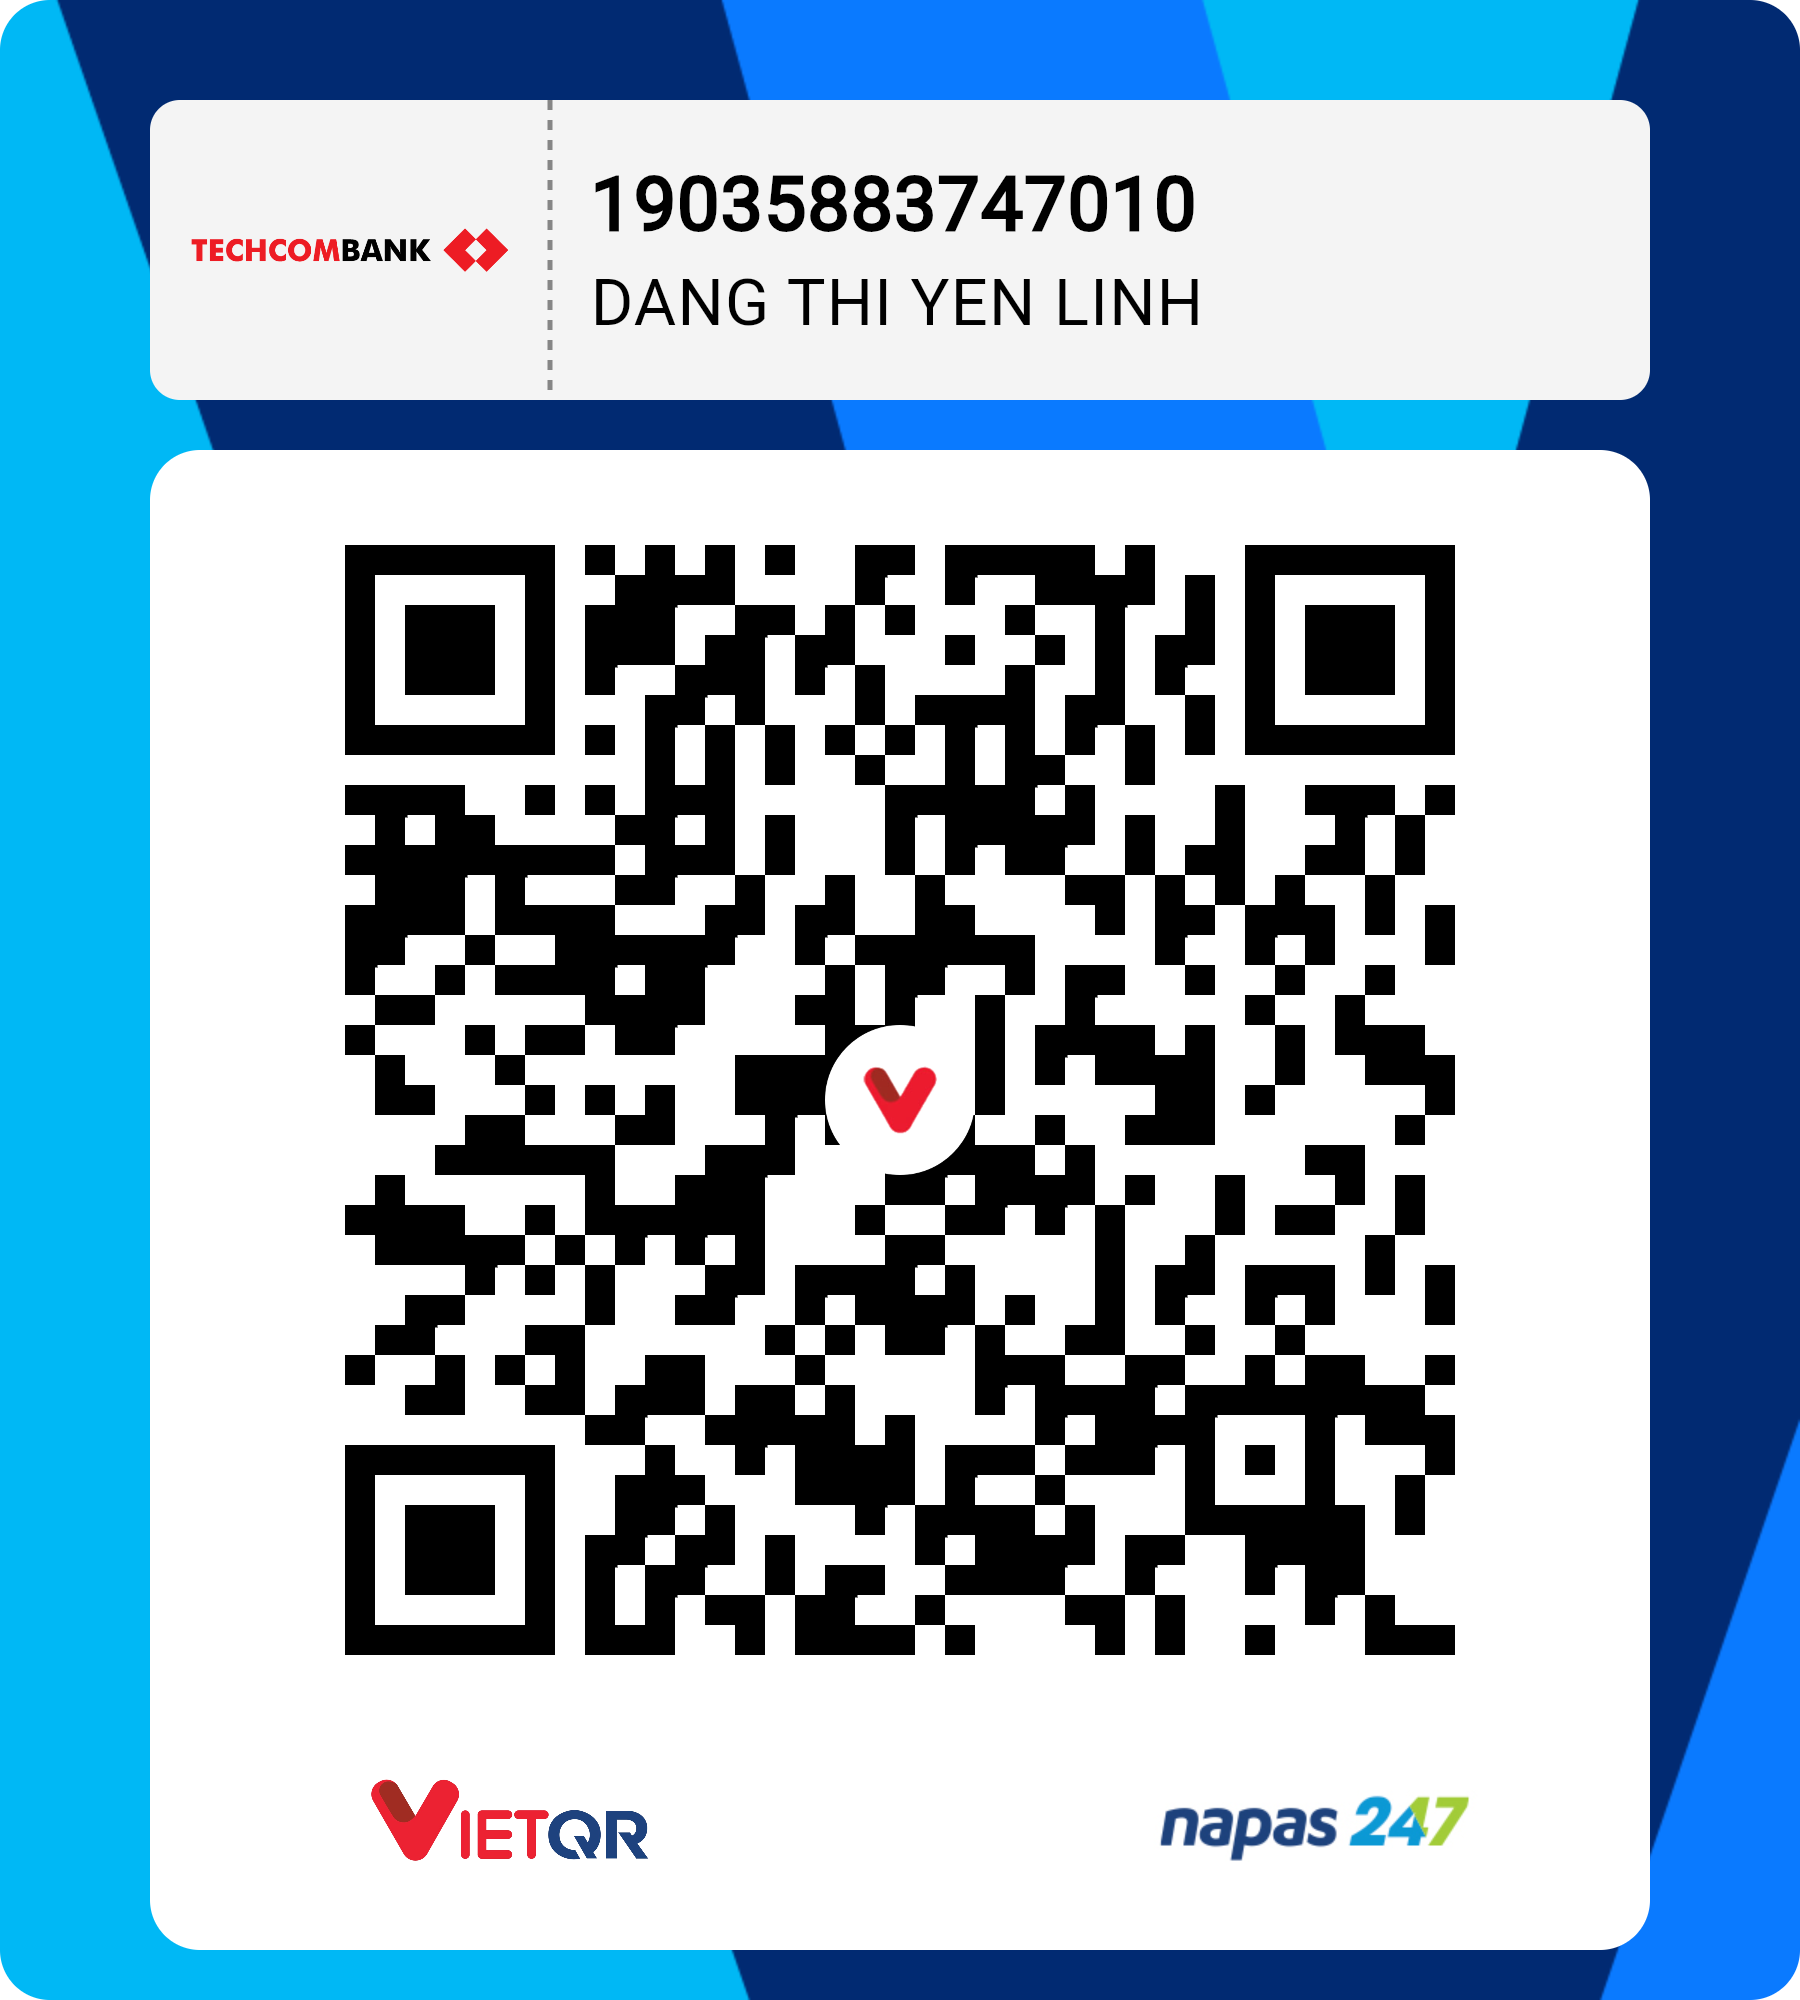 TECHCOMBANK
19035883747010
DANG THI YEN LINH
VIETQR
napas 247